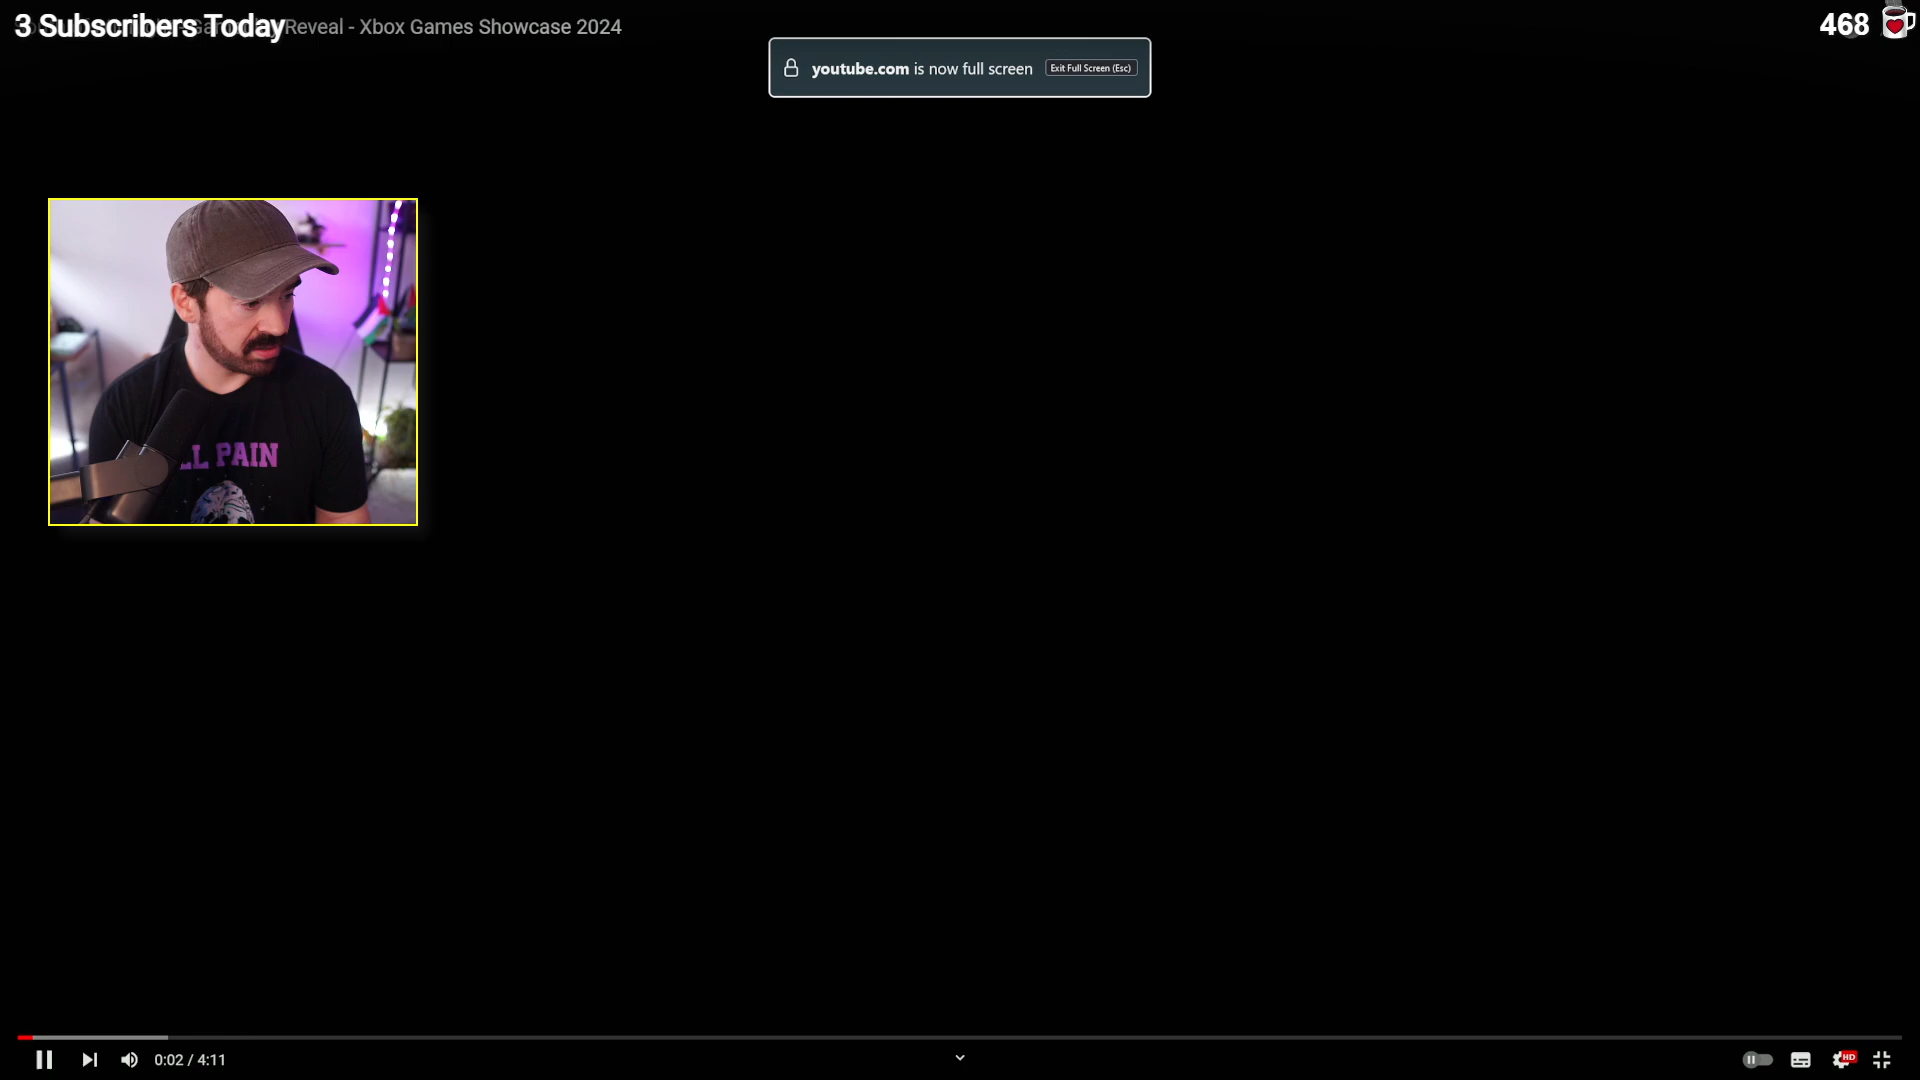 3 Subscribers Today
Reveal - Xbox Games Showcase 2024
468
youtube.com is now full screen
Exit Full Screen (Esc)
LL PAIN
0:02 / 4:11
HD